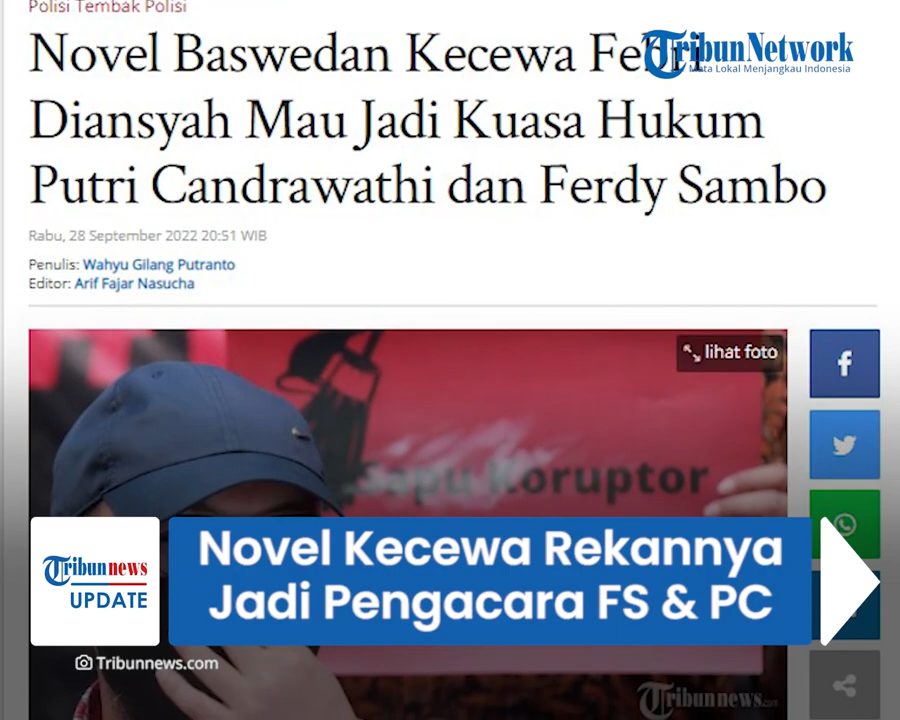 Polisi Tembak Polisi
Novel Baswedan Kecewa Febri
Diansyah Mau Jadi Kuasa Hukum
Putri Candrawathi dan Ferdy Sambo
TribunNetwork
Mata Lokal Menjangkau Indonesia
Rabu, 28 September 2022 20:51 WIB
Penulis: Wahyu Gilang Putranto
Editor: Arif Fajar Nasucha
lihat foto
Sapu Koruptor
Tribunnews
UPDATE
Novel Kecewa Rekannya
Jadi Pengacara FS & PC
Tribunnews.com
Tribunnews.com